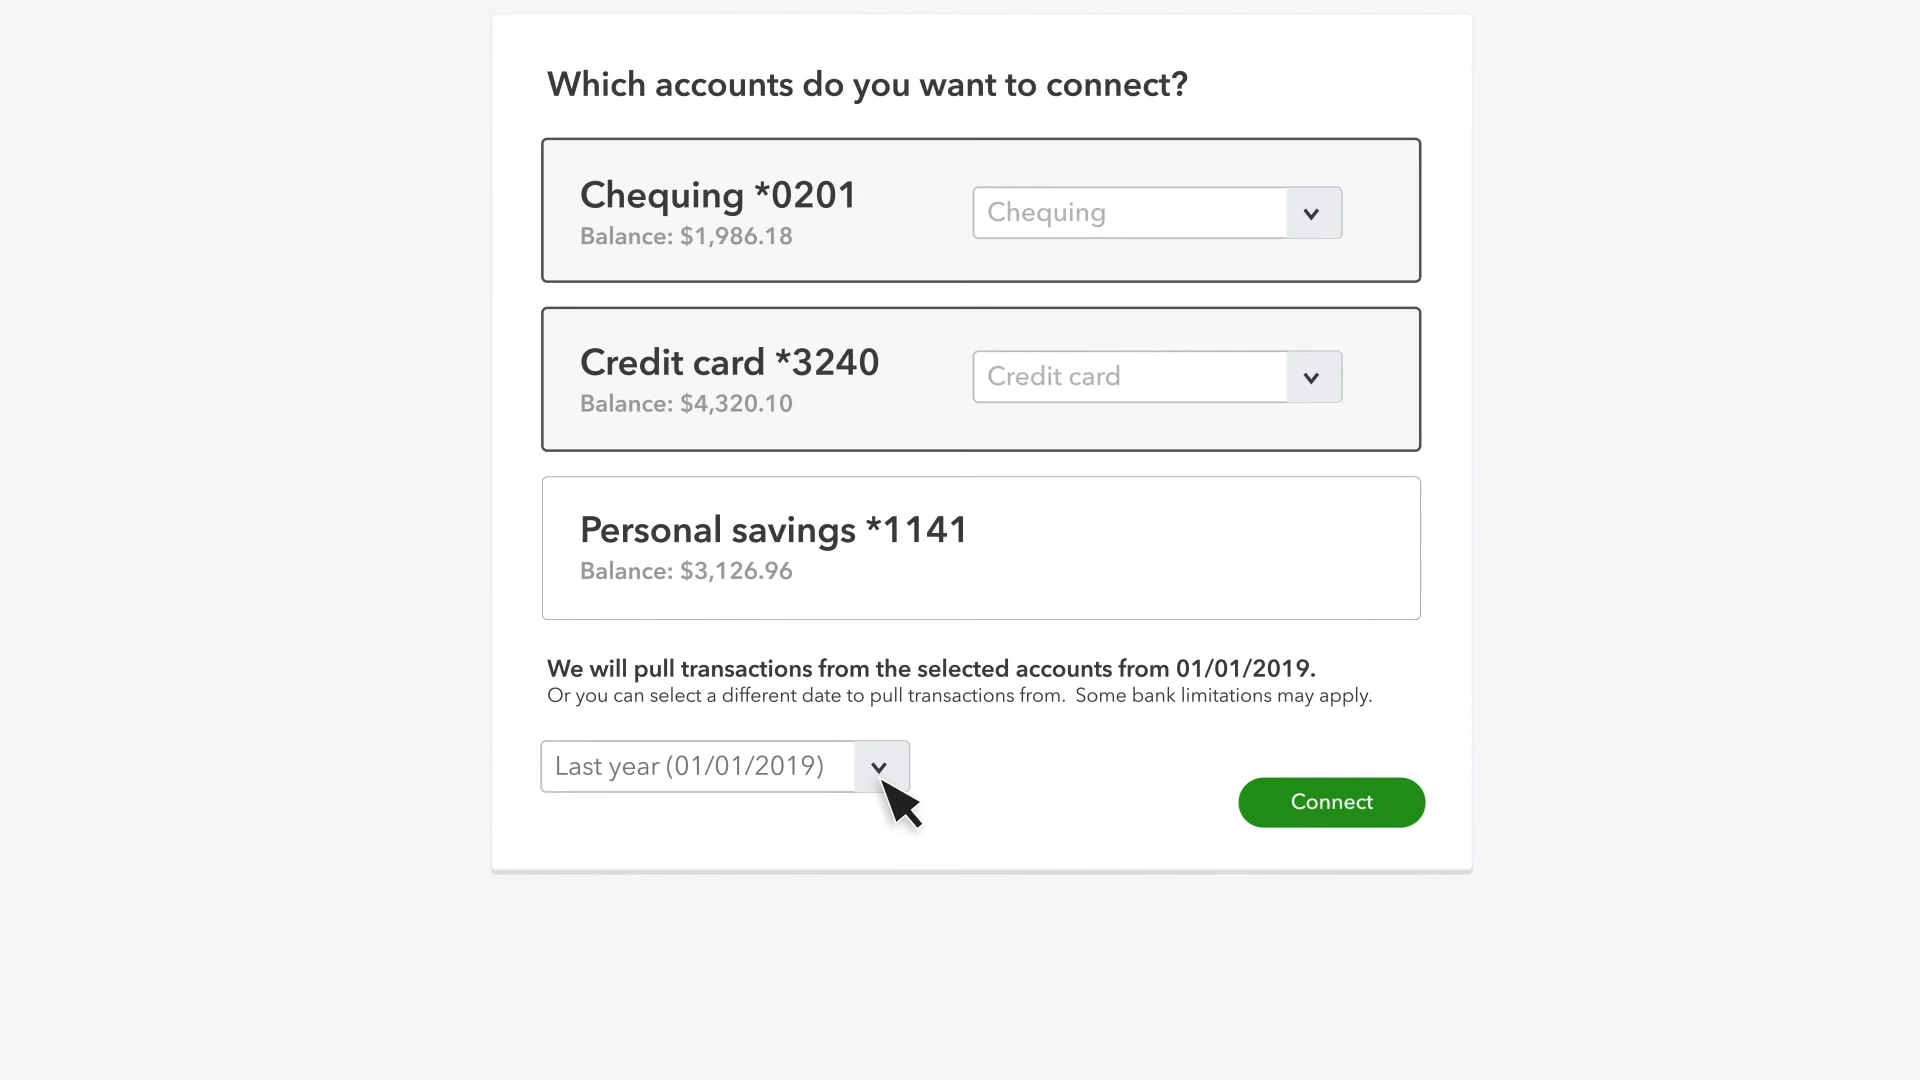 Which accounts do you want to connect?
Chequing *0201
Balance: $1,986.18
Chequing
Credit card *3240
Balance: $4,320.10
Credit card
Personal savings *1141
Balance: $3,126.96
We will pull transactions from the selected accounts from 01/01/2019.
Or you can select a different date to pull transactions from. Some bank limitations may apply.
Last year (01/01/2019)
Connect